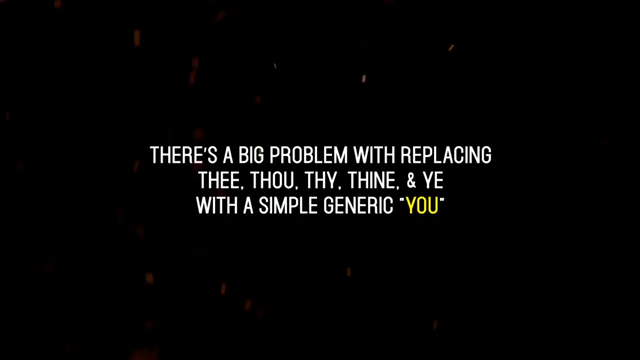 THERE'S A BIG PROBLEM WITH REPLACING
THEE, THOU, THY, THINE, & YE
WITH A SIMPLE GENERIC "YOU"